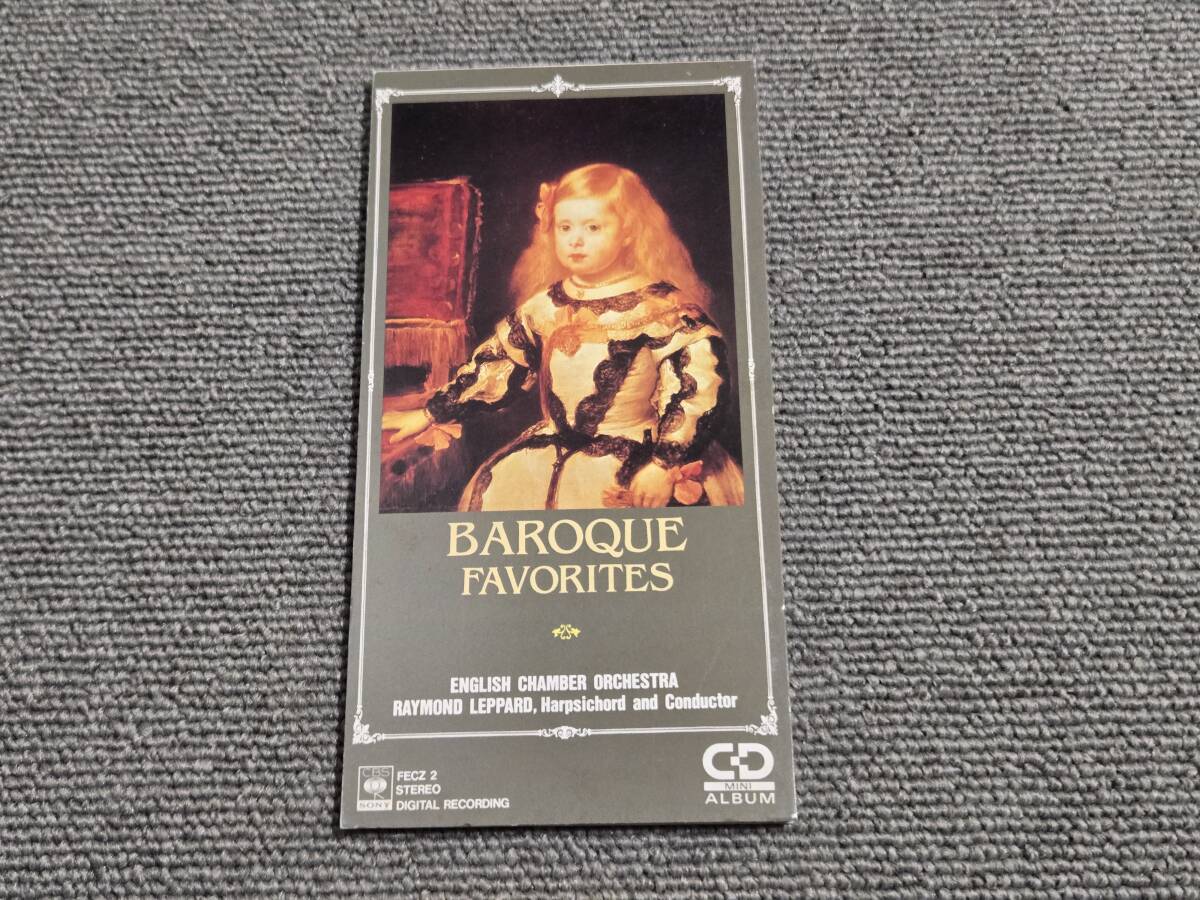 BAROQUE
FAVORITES
ENGLISH CHAMBER ORCHESTRA
RAYMOND LEPPARD, Harpsichord and Conductor
CBS
SONY
FECZ 2
STEREO
DIGITAL RECORDING
CD
MINI
ALBUM